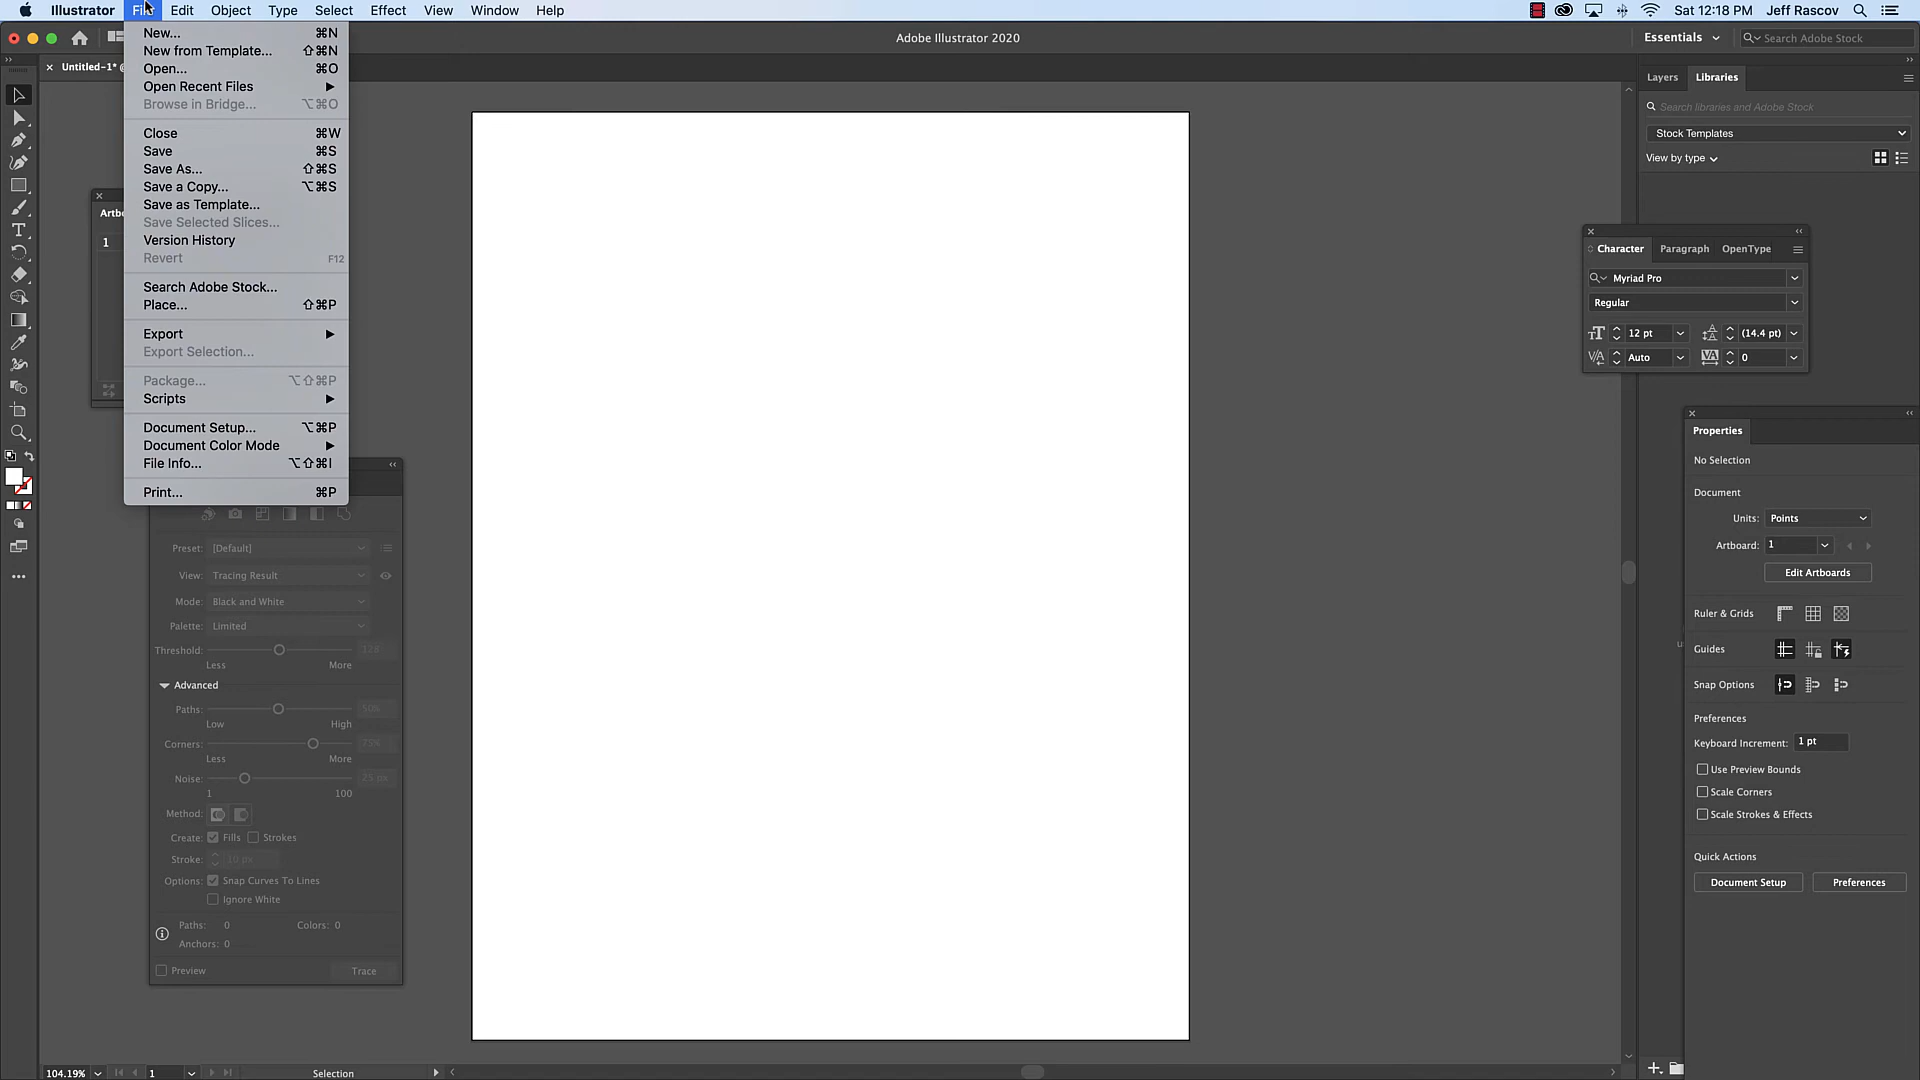 Illustrator File Edit Object Type Select Effect View Window Help
Sat 12:18 PM Jeff Rascov
Adobe Illustrator 2020
Essentials
Search Adobe Stock
Untitled-1* @
New... ⌘N
New from Template... ⇧⌘N
Open... ⌘O
Open Recent Files
Browse in Bridge... ⌥⌘O
Close ⌘W
Save ⌘S
Save As... ⇧⌘S
Save a Copy... ⌥⌘S
Save as Template...
Save Selected Slices...
Version History
Revert F12
Search Adobe Stock...
Place... ⇧⌘P
Export
Export Selection...
Package... ⌥⇧⌘P
Scripts
Document Setup... ⌥⌘P
Document Color Mode
File Info... ⌥⇧⌘I
Print... ⌘P
Artbo
1
Preset: [Default]
View: Tracing Result
Mode: Black and White
Palette: Limited
Threshold: 128
Less More
Advanced
Paths: 50%
Low High
Corners: 75%
Less More
Noise: 25 px
1 100
Method:
Create: Fills Strokes
Stroke: 10 px
Options: Snap Curves To Lines
Ignore White
Paths: 0 Colors: 0
Anchors: 0
Preview Trace
Layers Libraries
Search libraries and Adobe Stock
Stock Templates
View by type
Character Paragraph OpenType
Myriad Pro
Regular
12 pt (14.4 pt)
Auto 0
Properties
No Selection
Document
Units: Points
Artboard: 1
Edit Artboards
Ruler & Grids
Guides
Snap Options
Preferences
Keyboard Increment: 1 pt
Use Preview Bounds
Scale Corners
Scale Strokes & Effects
Quick Actions
Document Setup Preferences
104.19% 1 Selection